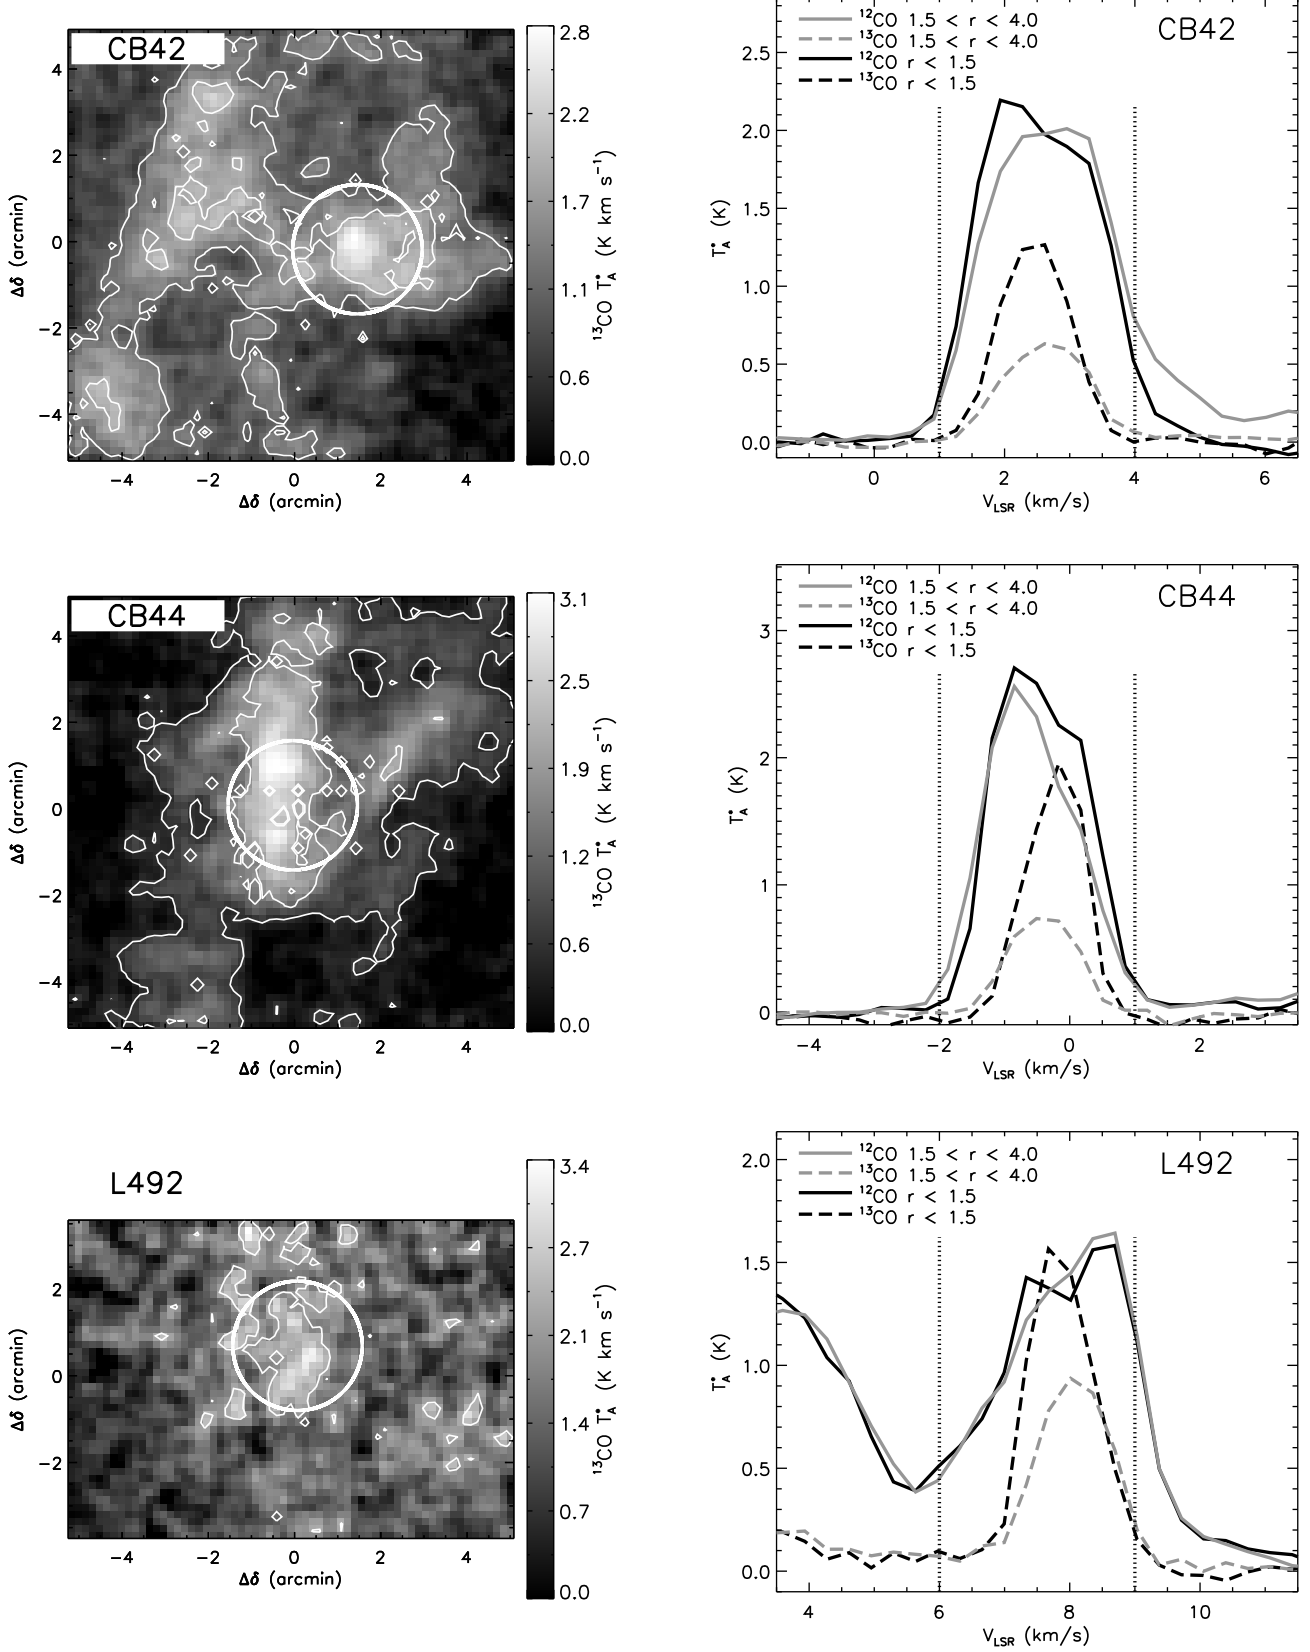 CB42
4
2
0
−2
−4
Δδ (arcmin)
−4 −2 0 2 4
Δδ (arcmin)
2.8
2.2
1.7
1.1
0.6
0.0
¹³CO T*A (K km s⁻¹)
¹²CO 1.5 < r < 4.0
¹³CO 1.5 < r < 4.0
¹²CO r < 1.5
¹³CO r < 1.5
CB42
2.5
2.0
1.5
1.0
0.5
0.0
T*A (K)
0 2 4 6
VLSR (km/s)
CB44
4
2
0
−2
−4
Δδ (arcmin)
−4 −2 0 2 4
Δδ (arcmin)
3.1
2.5
1.9
1.2
0.6
0.0
¹³CO T*A (K km s⁻¹)
¹²CO 1.5 < r < 4.0
¹³CO 1.5 < r < 4.0
¹²CO r < 1.5
¹³CO r < 1.5
CB44
3
2
1
0
T*A (K)
−4 −2 0 2
VLSR (km/s)
L492
2
0
−2
Δδ (arcmin)
−4 −2 0 2 4
Δδ (arcmin)
3.4
2.7
2.1
1.4
0.7
0.0
¹³CO T*A (K km s⁻¹)
¹²CO 1.5 < r < 4.0
¹³CO 1.5 < r < 4.0
¹²CO r < 1.5
¹³CO r < 1.5
L492
2.0
1.5
1.0
0.5
0.0
T*A (K)
4 6 8 10
VLSR (km/s)